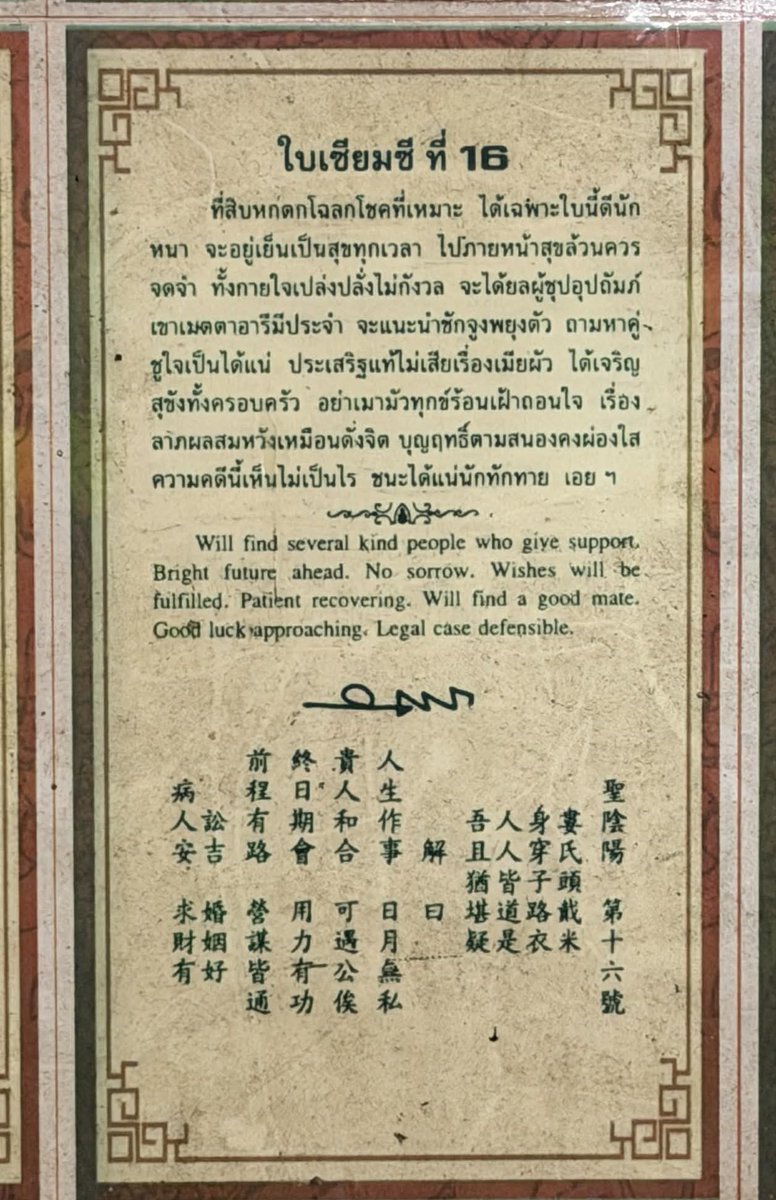 ใบเซียมซี ที่ 16
ที่สิบหกตกโฉลกโชคที่เหมาะ ได้เฉพาะใบนี้ดีนัก
หนา จะอยู่เย็นเป็นสุขทุกเวลา ไปภายหน้าสุขล้วนควร
จดจำ ทั้งกายใจเปล่งปลั่งไม่กังวล จะได้ยลผู้ชุปอุปถัมภ์
เขาเมตตาอารีมีประจำ จะแนะนำชักจูงพยุงตัว ถามหาคู่
ชูใจเป็นได้แน่ ประเสริฐแท้ไม่เสียเรื่องเมียผัว ได้เจริญ
สุขังทั้งครอบครัว อย่าเมามัวทุกข์ร้อนเฝ้าถอนใจ เรื่อง
ลาภผลสมหวังเหมือนดั่งจิต บุญฤทธิ์ตามสนองคงผ่องใส
ความคดีนี้เห็นไม่เป็นไร ชนะได้แน่นักทักทาย เอย ฯ
Will find several kind people who give support.
Bright future ahead. No sorrow. Wishes will be
fulfilled. Patient recovering. Will find a good mate.
Good luck approaching. Legal case defensible.
聖陰陽 第十六號
婁氏頭戴米
身穿子路衣
人人皆道是
吾且猶堪疑
解曰
人生作事 日月無私
貴人和合 可遇公侯
終日期會 用力有功
前程有路 營謀皆通
訟吉 婚姻好
病人安 求財有